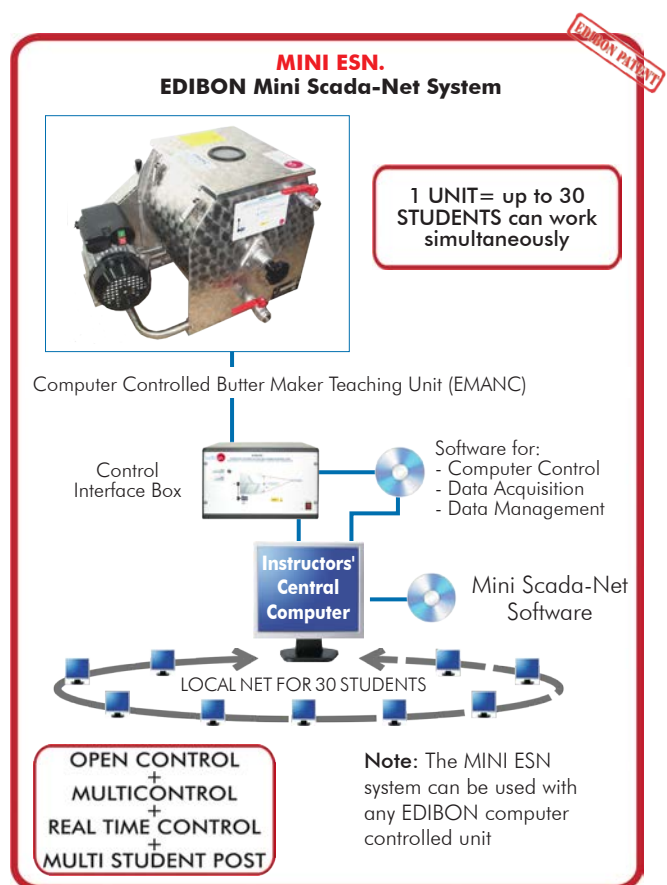 EDIBON PATENT
MINI ESN.
EDIBON Mini Scada-Net System
1 UNIT= up to 30
STUDENTS can work
simultaneously
Computer Controlled Butter Maker Teaching Unit (EMANC)
Control
Interface Box
Software for:
- Computer Control
- Data Acquisition
- Data Management
Instructors'
Central
Computer
Mini Scada-Net
Software
LOCAL NET FOR 30 STUDENTS
OPEN CONTROL
+
MULTICONTROL
+
REAL TIME CONTROL
+
MULTI STUDENT POST
Note: The MINI ESN
system can be used with
any EDIBON computer
controlled unit